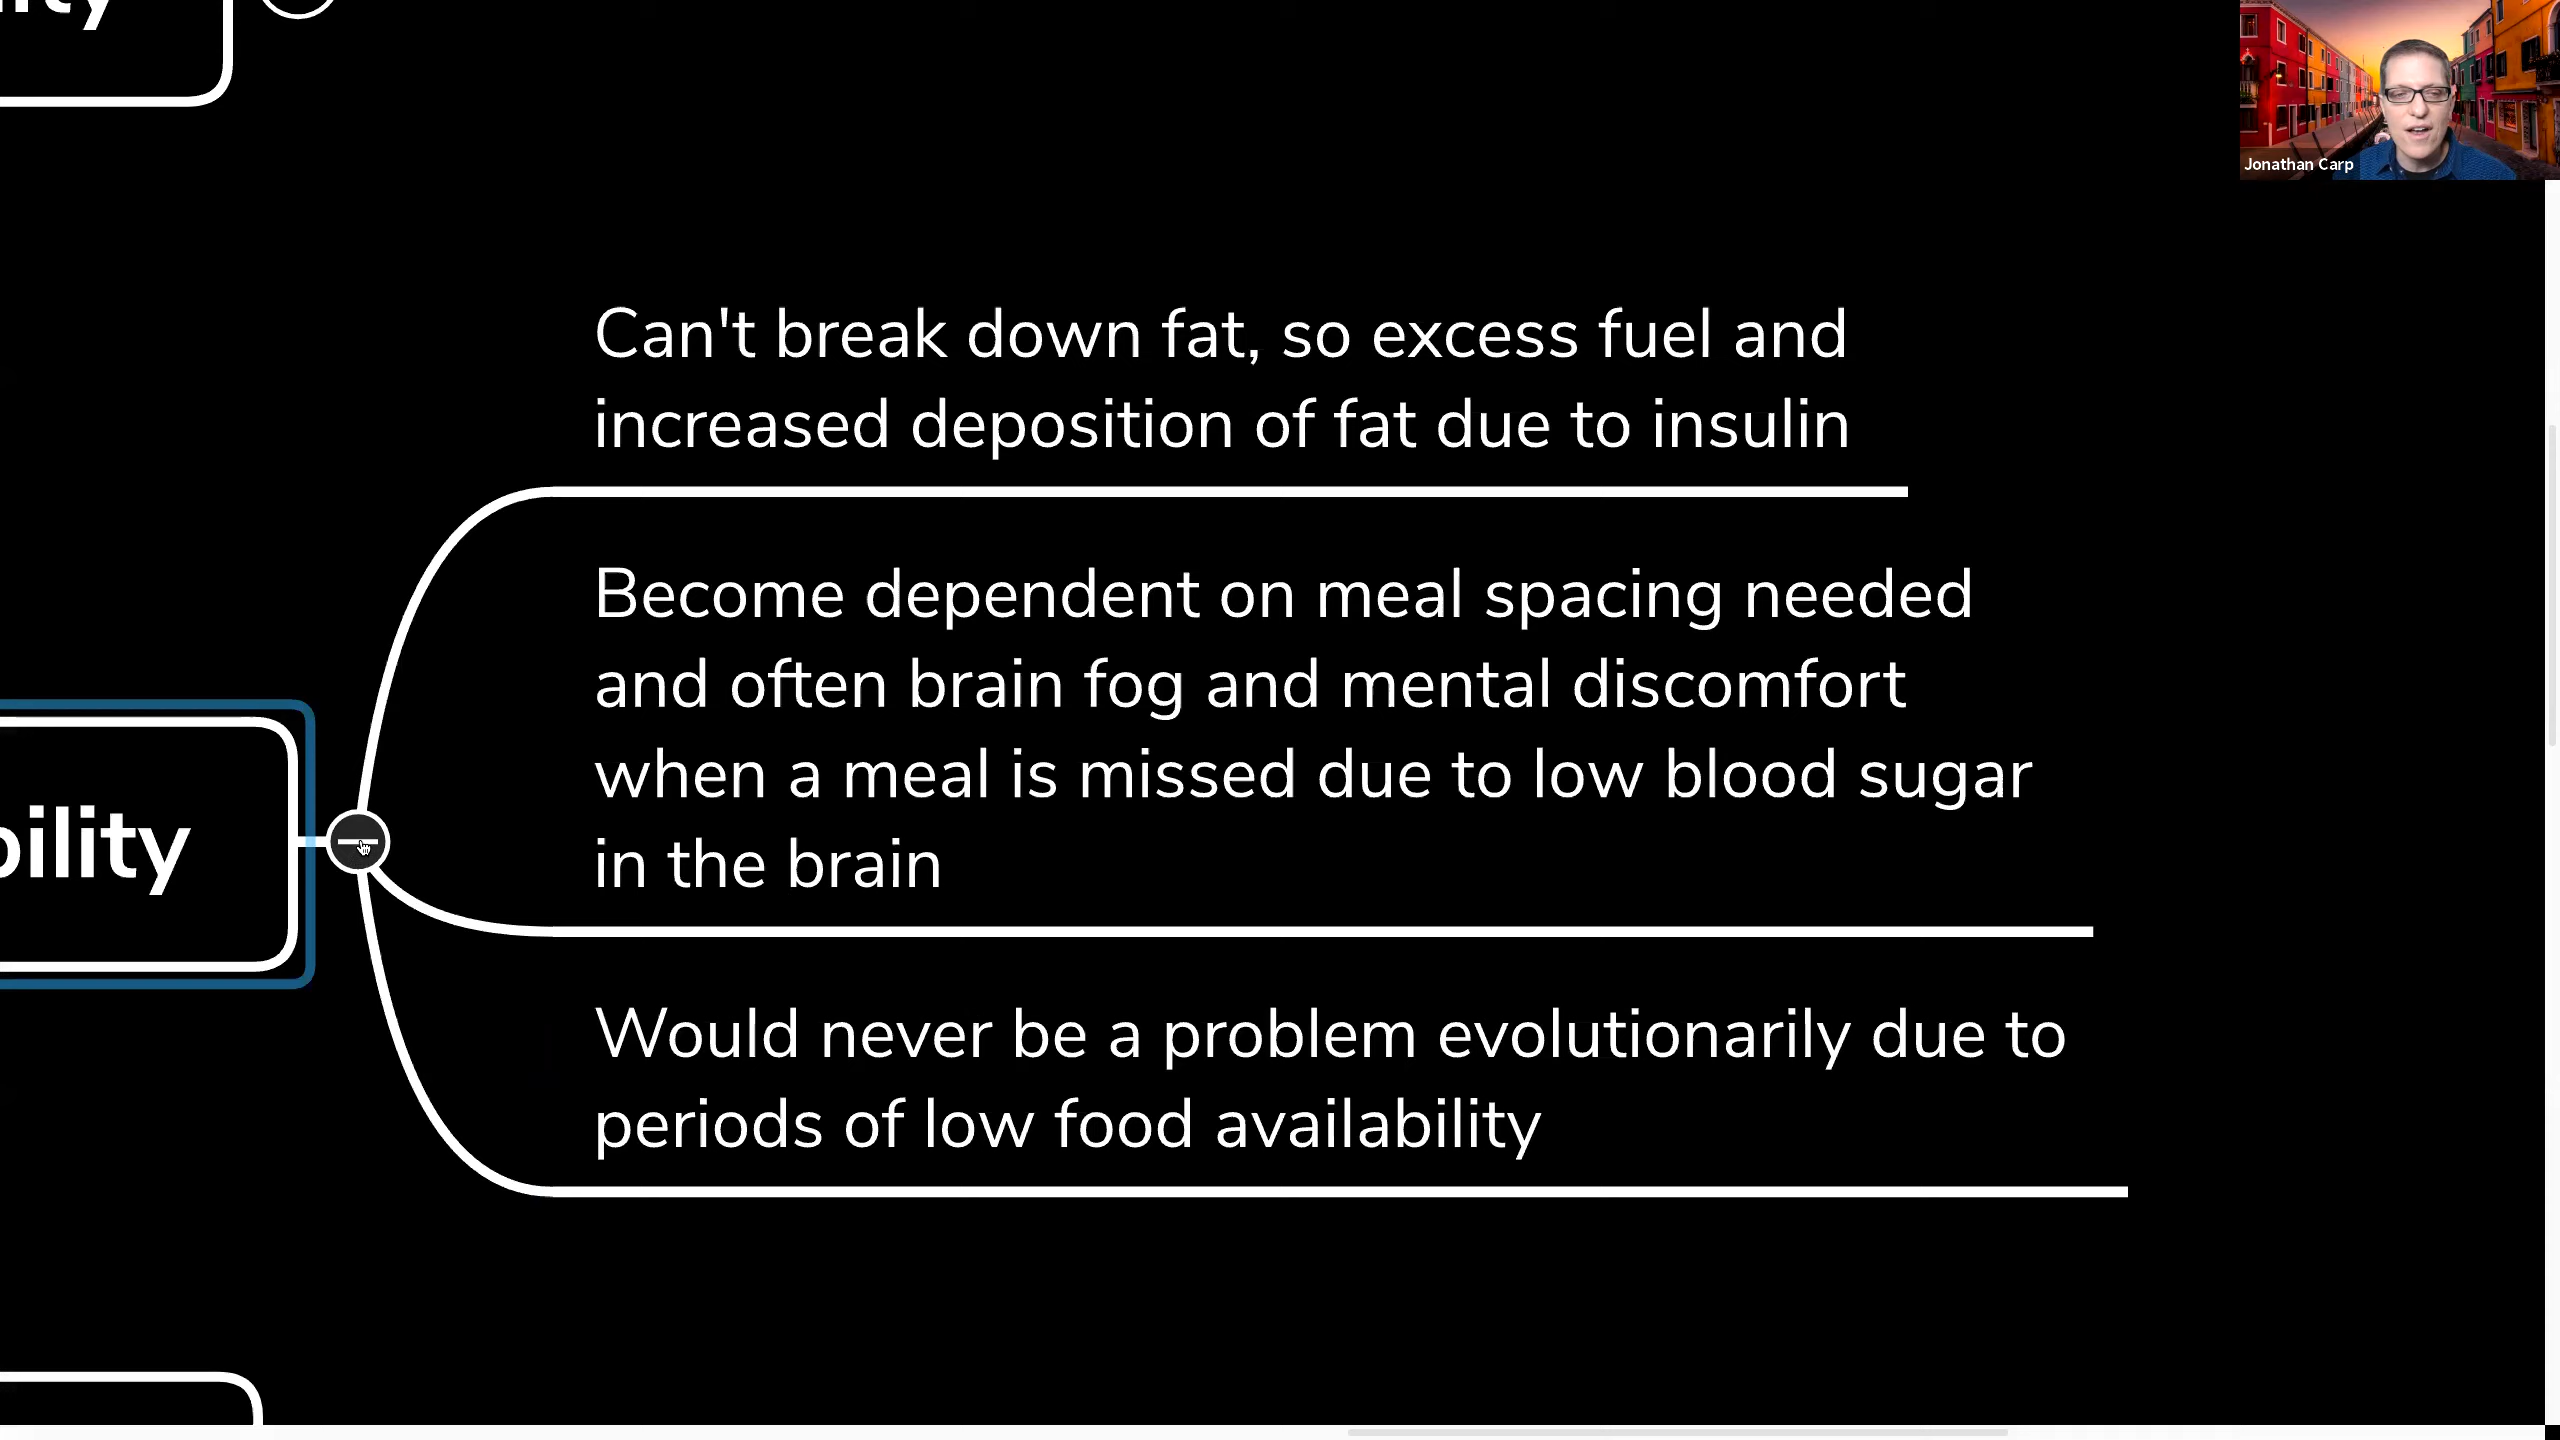 Jonathan Carp
Can't break down fat, so excess fuel and
increased deposition of fat due to insulin
Become dependent on meal spacing needed
and often brain fog and mental discomfort
when a meal is missed due to low blood sugar
in the brain
bility
Would never be a problem evolutionarily due to
periods of low food availability